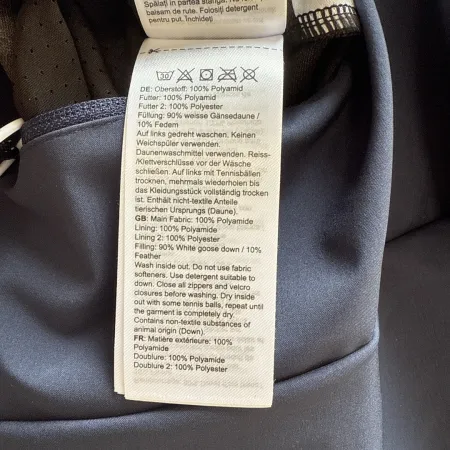 Spălați în partea stângă. Nu fo
balsam de rufe. Folosiți detergent
pentru puf. Închideți
30
DE: Oberstoff: 100% Polyamid
Futter: 100% Polyamid
Futter 2: 100% Polyester
Füllung: 90% weisse Gänsedaune /
10% Federn
Auf links gedreht waschen. Keinen
Weichspüler verwenden.
Daunenwaschmittel verwenden. Reiss-
/Klettverschlüsse vor der Wäsche
schließen. Auf links mit Tennisbällen
trocknen, mehrmals wiederholen bis
das Kleidungsstück vollständig trocken
ist. Enthält nicht-textile Anteile
tierischen Ursprungs (Daune).
GB: Main Fabric: 100% Polyamide
Lining: 100% Polyamide
Lining 2: 100% Polyester
Filling: 90% White goose down / 10%
Feather
Wash inside out. Do not use fabric
softeners. Use detergent suitable to
down. Close all zippers and velcro
closures before washing. Dry inside
out with some tennis balls, repeat until
the garment is completely dry.
Contains non-textile substances of
animal origin (Down).
FR: Matière extérieure: 100%
Polyamide
Doublure: 100% Polyamide
Doublure 2: 100% Polyester